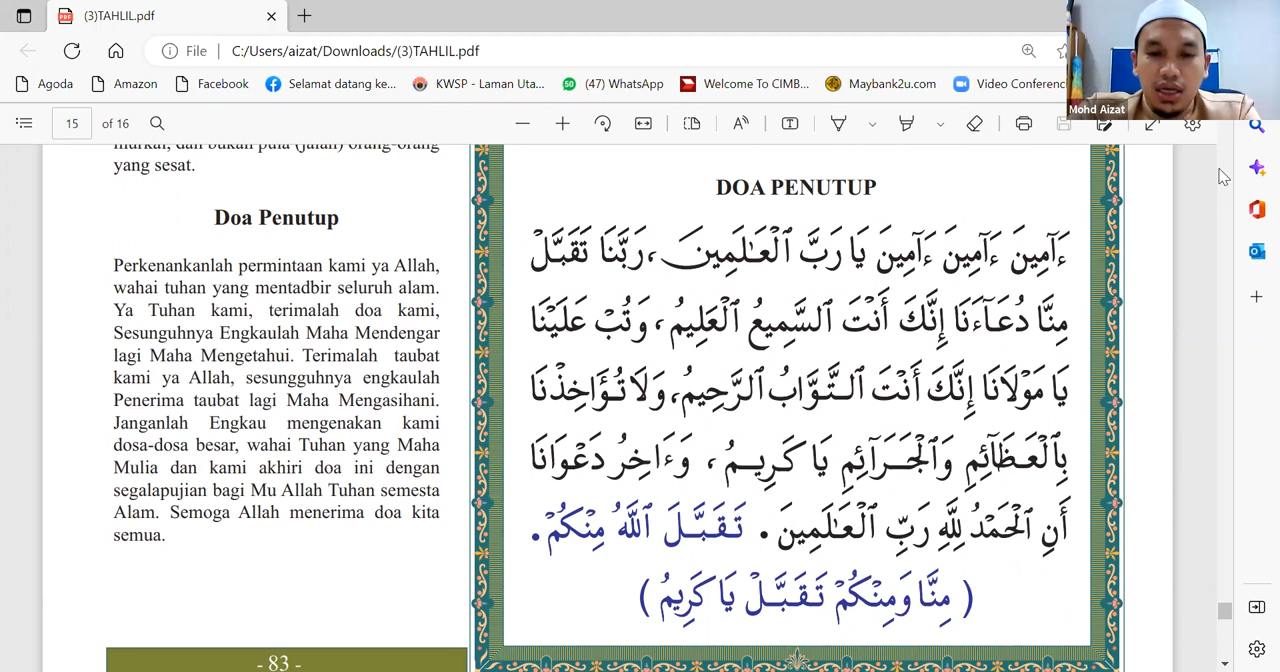 (3)TAHLIL.pdf
File
C:/Users/aizat/Downloads/(3)TAHLIL.pdf
Agoda
Amazon
Facebook
Selamat datang ke...
KWSP - Laman Uta...
50
(47) WhatsApp
Welcome To CIMB...
Maybank2u.com
Video Conferenc
Mohd Aizat
15
of 16
murkai, dan bukan pula (jalan) orang-orang
yang sesat.
Doa Penutup
Perkenankanlah permintaan kami ya Allah,
wahai tuhan yang mentadbir seluruh alam.
Ya Tuhan kami, terimalah doa kami,
Sesunguhnya Engkaulah Maha Mendengar
lagi Maha Mengetahui. Terimalah taubat
kami ya Allah, sesungguhnya engkaulah
Penerima taubat lagi Maha Mengasihani.
Janganlah Engkau mengenakan kami
dosa-dosa besar, wahai Tuhan yang Maha
Mulia dan kami akhiri doa ini dengan
segalapujian bagi Mu Allah Tuhan semesta
Alam. Semoga Allah menerima doa kita
semua.
- 83 -
DOA PENUTUP
ءَآمِينَ ءَآمِينَ ءَآمِينَ يَا رَبَّ ٱلْعَـٰلَمِينَ، رَبَّنَا تَقَبَّلْ
مِنَّا دُعَـآءَنَا إِنَّكَ أَنْتَ ٱلسَّمِيعُ ٱلْعَلِيمُ، وَتُبْ عَلَيْنَا
يَا مَوْلَانَا إِنَّكَ أَنْتَ ٱلتَّوَّابُ ٱلرَّحِيمُ، وَلَا تُؤَاخِذْنَا
بِٱلْعَظَآئِمِ وَٱلْجَرَآئِمِ يَا كَرِيمُ، وَءَاخِرُ دَعْوَانَا
أَنِ ٱلْحَمْدُ لِلَّهِ رَبِّ ٱلْعَـٰلَمِينَ. تَقَبَّلَ ٱللَّهُ مِنْكُمْ.
( مِنَّا وَمِنْكُمْ تَقَبَّلْ يَا كَرِيمُ )